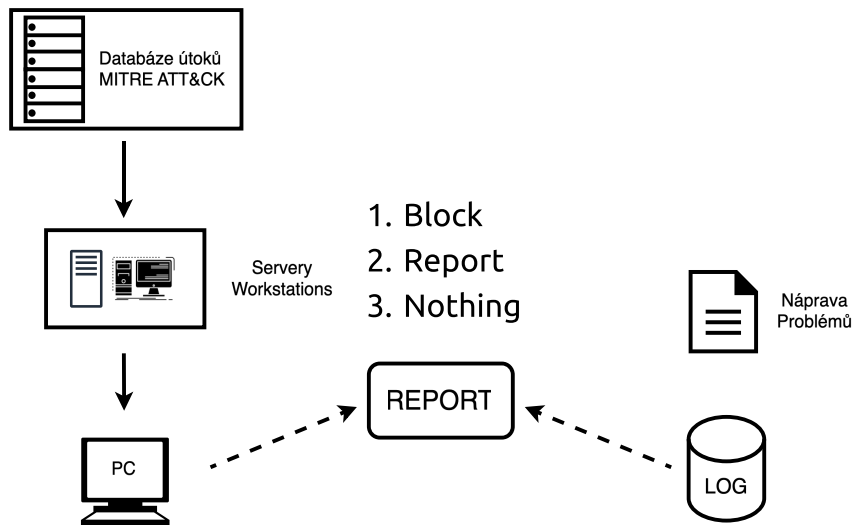 Databáze útoků
MITRE ATT&CK
Servery
Workstations
1. Block
2. Report
3. Nothing
Náprava
Problémů
REPORT
PC
LOG